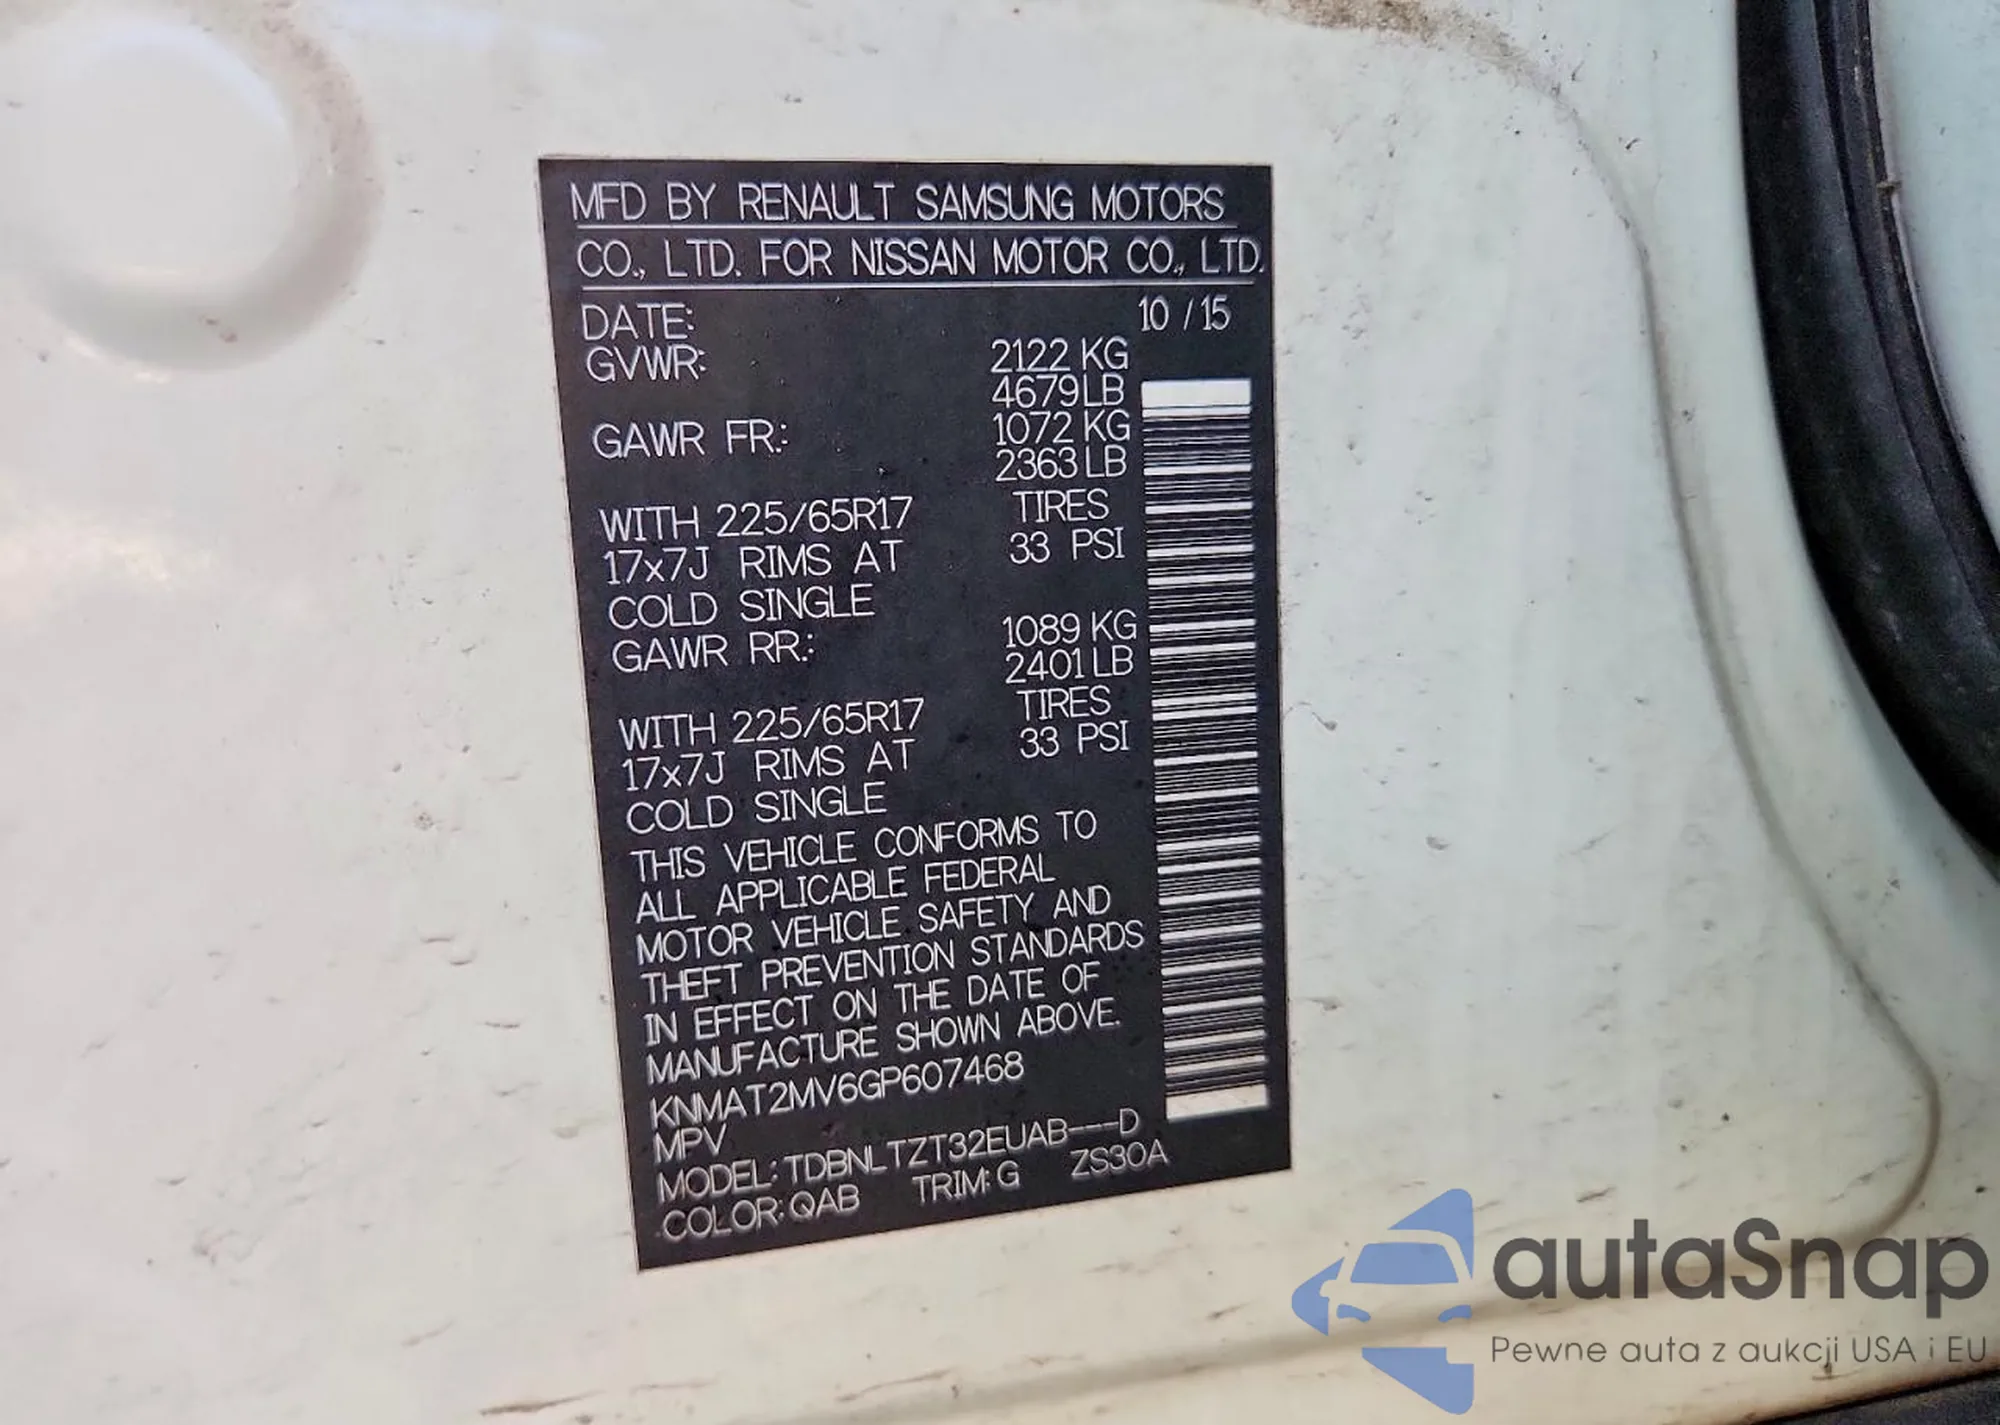 MFD BY RENAULT SAMSUNG MOTORS
CO., LTD. FOR NISSAN MOTOR CO., LTD.
DATE: 10 / 15
GVWR: 2122 KG
4679 LB
GAWR FR.: 1072 KG
2363 LB
WITH 225/65R17 TIRES
17x7J RIMS AT 33 PSI
COLD SINGLE
GAWR RR.: 1089 KG
2401 LB
WITH 225/65R17 TIRES
17x7J RIMS AT 33 PSI
COLD SINGLE
THIS VEHICLE CONFORMS TO
ALL APPLICABLE FEDERAL
MOTOR VEHICLE SAFETY AND
THEFT PREVENTION STANDARDS
IN EFFECT ON THE DATE OF
MANUFACTURE SHOWN ABOVE.
KNMAT2MV6GP607468
MPV
MODEL: TDBNLTZT32EUAB---D
COLOR: QAB TRIM: G ZS30A
autaSnap
Pewne auta z aukcji USA i EU